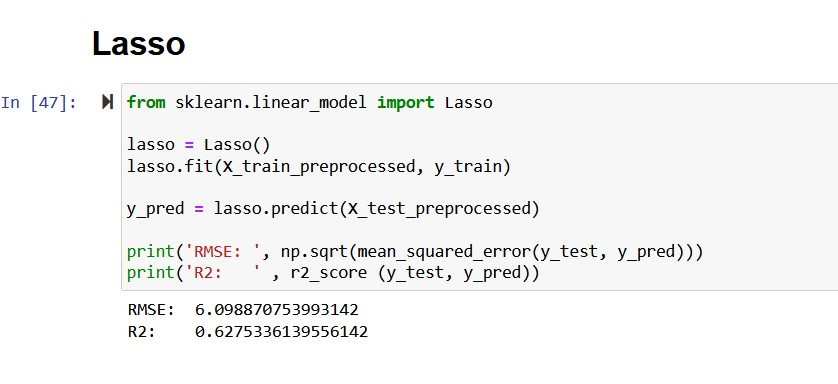 Lasso
In [47]:
from sklearn.linear_model import Lasso
lasso = Lasso()
lasso.fit(X_train_preprocessed, y_train)
y_pred = lasso.predict(X_test_preprocessed)
print('RMSE: ', np.sqrt(mean_squared_error(y_test, y_pred)))
print('R2:   ' , r2_score (y_test, y_pred))
RMSE:  6.098870753993142
R2:    0.6275336139556142